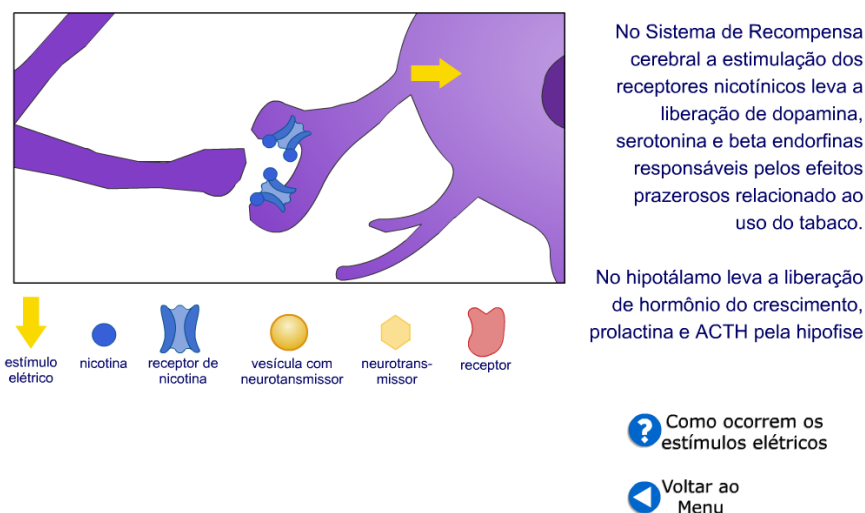 No Sistema de Recompensa
cerebral a estimulação dos
receptores nicotínicos leva a
liberação de dopamina,
serotonina e beta endorfinas
responsáveis pelos efeitos
prazerosos relacionado ao
uso do tabaco.
No hipotálamo leva a liberação
de hormônio do crescimento,
prolactina e ACTH pela hipofise
estímulo
elétrico
nicotina
receptor de
nicotina
vesícula com
neurotansmissor
neurotrans-
missor
receptor
Como ocorrem os
estímulos elétricos
Voltar ao
Menu